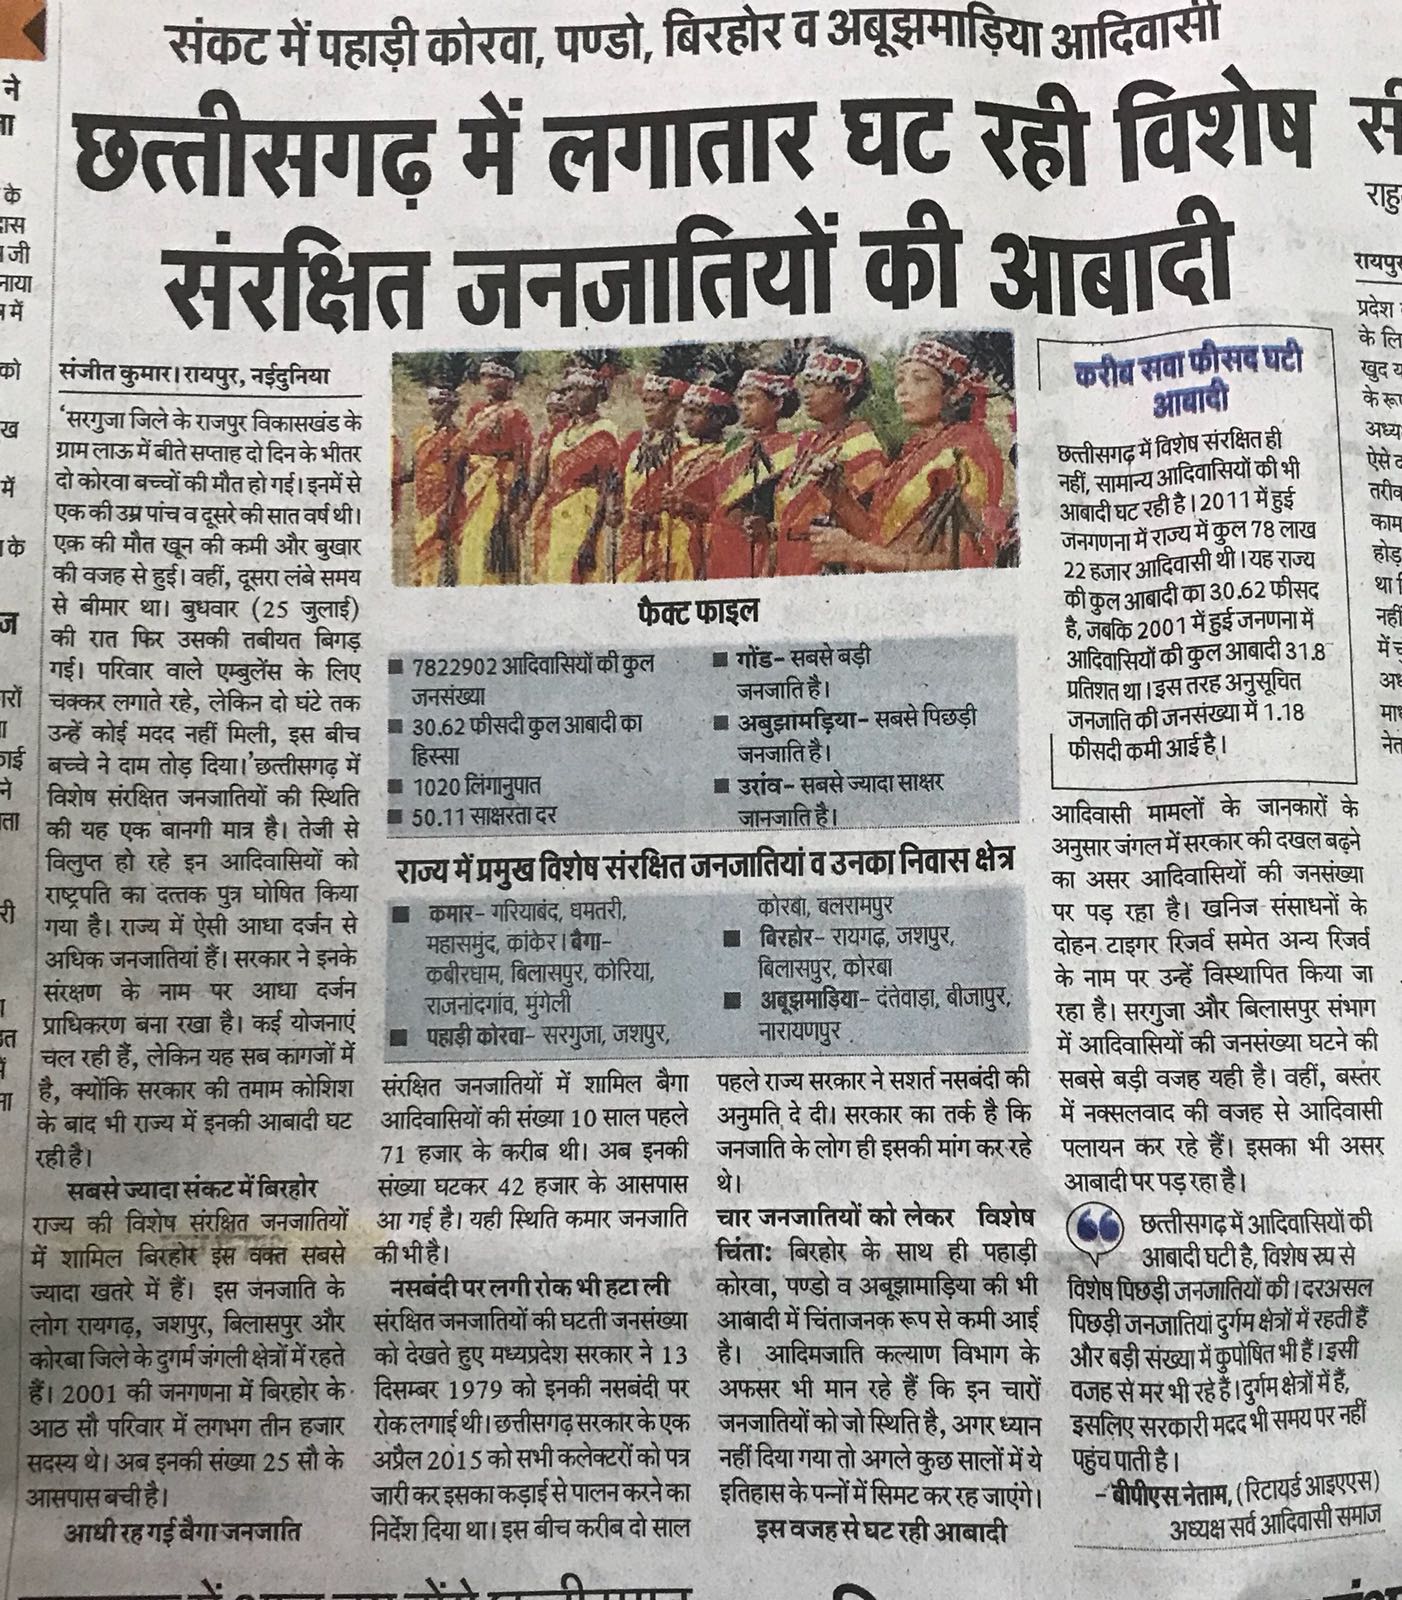 संकट में पहाड़ी कोरवा, पण्डो, बिरहोर व अबूझमाड़िया आदिवासी
छत्तीसगढ़ में लगातार घट रही विशेष
संरक्षित जनजातियों की आबादी
संजीत कुमार। रायपुर, नईदुनिया
'सरगुजा जिले के राजपुर विकासखंड के
ग्राम लाऊ में बीते सप्ताह दो दिन के भीतर
दो कोरवा बच्चों की मौत हो गई। इनमें से
एक की उम्र पांच व दूसरे की सात वर्ष थी।
एक की मौत खून की कमी और बुखार
की वजह से हुई। वहीं, दूसरा लंबे समय
से बीमार था। बुधवार (25 जुलाई)
की रात फिर उसकी तबीयत बिगड़
गई। परिवार वाले एम्बुलेंस के लिए
चक्कर लगाते रहे, लेकिन दो घंटे तक
उन्हें कोई मदद नहीं मिली, इस बीच
बच्चे ने दाम तोड़ दिया।'छत्तीसगढ़ में
विशेष संरक्षित जनजातियों की स्थिति
की यह एक बानगी मात्र है। तेजी से
विलुप्त हो रहे इन आदिवासियों को
राष्ट्रपति का दत्तक पुत्र घोषित किया
गया है। राज्य में ऐसी आधा दर्जन से
अधिक जनजातियां हैं। सरकार ने इनके
संरक्षण के नाम पर आधा दर्जन
प्राधिकरण बना रखा है। कई योजनाएं
चल रही हैं, लेकिन यह सब कागजों में
है, क्योंकि सरकार की तमाम कोशिश
के बाद भी राज्य में इनकी आबादी घट
रही है।
सबसे ज्यादा संकट में बिरहोर
राज्य की विशेष संरक्षित जनजातियों
में शामिल बिरहोर इस वक्त सबसे
ज्यादा खतरे में हैं। इस जनजाति के
लोग रायगढ़, जशपुर, बिलासपुर और
कोरबा जिले के दुगर्म जंगली क्षेत्रों में रहते
हैं। 2001 की जनगणना में बिरहोर के
आठ सौ परिवार में लगभग तीन हजार
सदस्य थे। अब इनकी संख्या 25 सौ के
आसपास बची है।
आधी रह गई बैगा जनजाति
फैक्ट फाइल
7822902 आदिवासियों की कुल
जनसंख्या
30.62 फीसदी कुल आबादी का
हिस्सा
1020 लिंगानुपात
50.11 साक्षरता दर
गोंड- सबसे बड़ी
जनजाति है।
अबुझामड़िया- सबसे पिछड़ी
जनजाति है।
उरांव- सबसे ज्यादा साक्षर
जानजाति है।
राज्य में प्रमुख विशेष संरक्षित जनजातियां व उनका निवास क्षेत्र
कमार- गरियाबंद, धमतरी,
महासमुंद, कांकेर। बैगा-
कबीरधाम, बिलासपुर, कोरिया,
राजनांदगांव, मुंगेली
पहाड़ी कोरवा- सरगुजा, जशपुर,
कोरबा, बलरामपुर
बिरहोर- रायगढ़, जशपुर,
बिलासपुर, कोरबा
अबूझमाड़िया- दंतेवाड़ा, बीजापुर,
नारायणपुर
संरक्षित जनजातियों में शामिल बैगा
आदिवासियों की संख्या 10 साल पहले
71 हजार के करीब थी। अब इनकी
संख्या घटकर 42 हजार के आसपास
आ गई है। यही स्थिति कमार जनजाति
की भी है।
नसबंदी पर लगी रोक भी हटा ली
संरक्षित जनजातियों की घटती जनसंख्या
को देखते हुए मध्यप्रदेश सरकार ने 13
दिसम्बर 1979 को इनकी नसबंदी पर
रोक लगाई थी। छत्तीसगढ़ सरकार के एक
अप्रैल 2015 को सभी कलेक्टरों को पत्र
जारी कर इसका कड़ाई से पालन करने का
निर्देश दिया था। इस बीच करीब दो साल
पहले राज्य सरकार ने सशर्त नसबंदी की
अनुमति दे दी। सरकार का तर्क है कि
जनजाति के लोग ही इसकी मांग कर रहे
थे।
चार जनजातियों को लेकर विशेष
चिंता: बिरहोर के साथ ही पहाड़ी
कोरवा, पण्डो व अबूझामाड़िया की भी
आबादी में चिंताजनक रूप से कमी आई
है। आदिमजाति कल्याण विभाग के
अफसर भी मान रहे हैं कि इन चारों
जनजातियों को जो स्थिति है, अगर ध्यान
नहीं दिया गया तो अगले कुछ सालों में ये
इतिहास के पन्नों में सिमट कर रह जाएंगे।
इस वजह से घट रही आबादी
करीब सवा फीसद घटी
आबादी
छत्तीसगढ़ में विशेष संरक्षित ही
नहीं, सामान्य आदिवासियों की भी
आबादी घट रही है। 2011 में हुई
जनगणना में राज्य में कुल 78 लाख
22 हजार आदिवासी थी। यह राज्य
की कुल आबादी का 30.62 फीसद
है, जबकि 2001 में हुई जनणना में
आदिवासियों की कुल आबादी 31.8
प्रतिशत था। इस तरह अनुसूचित
जनजाति की जनसंख्या में 1.18
फीसदी कमी आई है।
आदिवासी मामलों के जानकारों के
अनुसार जंगल में सरकार की दखल बढ़ने
का असर आदिवासियों की जनसंख्या
पर पड़ रहा है। खनिज संसाधनों के
दोहन टाइगर रिजर्व समेत अन्य रिजर्व
के नाम पर उन्हें विस्थापित किया जा
रहा है। सरगुजा और बिलासपुर संभाग
में आदिवासियों की जनसंख्या घटने की
सबसे बड़ी वजह यही है। वहीं, बस्तर
में नक्सलवाद की वजह से आदिवासी
पलायन कर रहे हैं। इसका भी असर
आबादी पर पड़ रहा है।
छत्तीसगढ़ में आदिवासियों की
आबादी घटी है, विशेष रूप से
विशेष पिछड़ी जनजातियों की। दरअसल
पिछड़ी जनजातियां दुर्गम क्षेत्रों में रहती हैं
और बड़ी संख्या में कुपोषित भी हैं। इसी
वजह से मर भी रहे हैं। दुर्गम क्षेत्रों में हैं,
इसलिए सरकारी मदद भी समय पर नहीं
पहुंच पाती है।
- बीपीएस नेताम, (रिटायर्ड आइएएस)
अध्यक्ष सर्व आदिवासी समाज